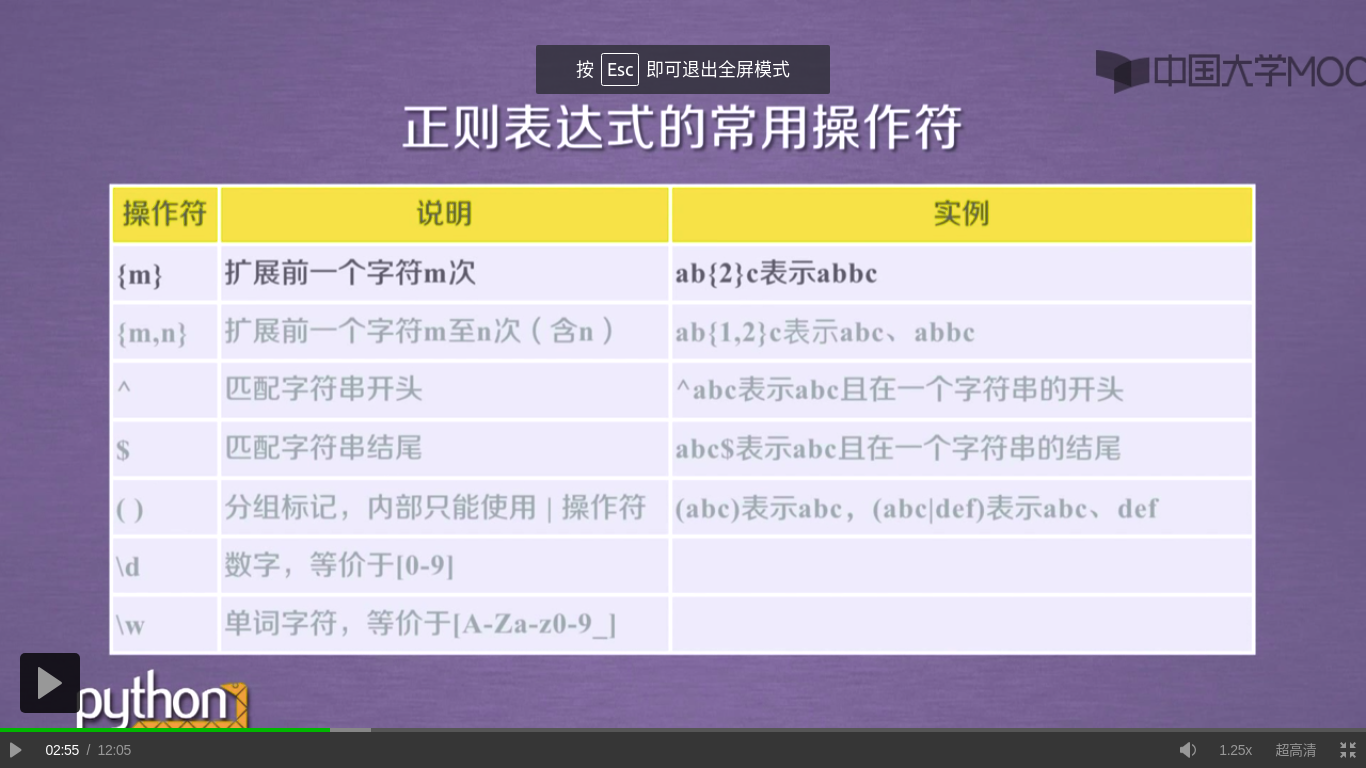 按 Esc 即可退出全屏模式
中国大学MOO
正则表达式的常用操作符
操作符 说明 实例
{m} 扩展前一个字符m次 ab{2}c表示abbc
{m,n} 扩展前一个字符m至n次（含n） ab{1,2}c表示abc、abbc
^ 匹配字符串开头 ^abc表示abc且在一个字符串的开头
$ 匹配字符串结尾 abc$表示abc且在一个字符串的结尾
( ) 分组标记，内部只能使用 | 操作符 (abc)表示abc，(abc|def)表示abc、def
\d 数字，等价于[0-9]
\w 单词字符，等价于[A-Za-z0-9_]
python
02:55 / 12:05 1.25x 超高清